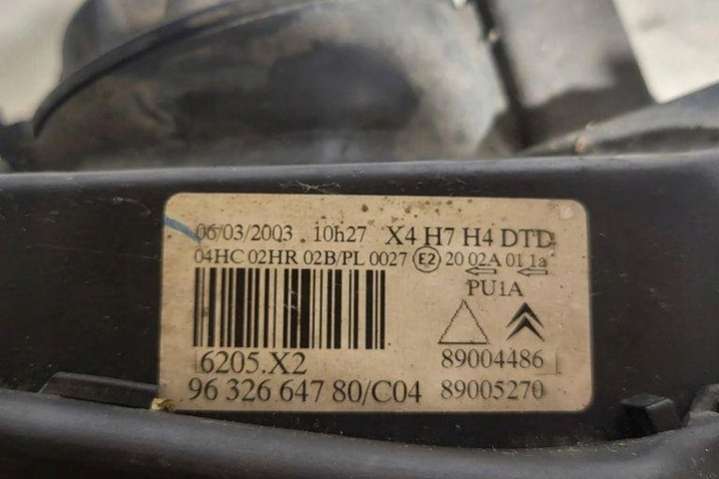 06/03/2003 10h27 X4 H7 H4 DTD
04HC 02HR 02B/PL 0027 E2 20 02A 01 1a
PU1A
6205.X2 89004486
96 326 647 80/C04 89005270